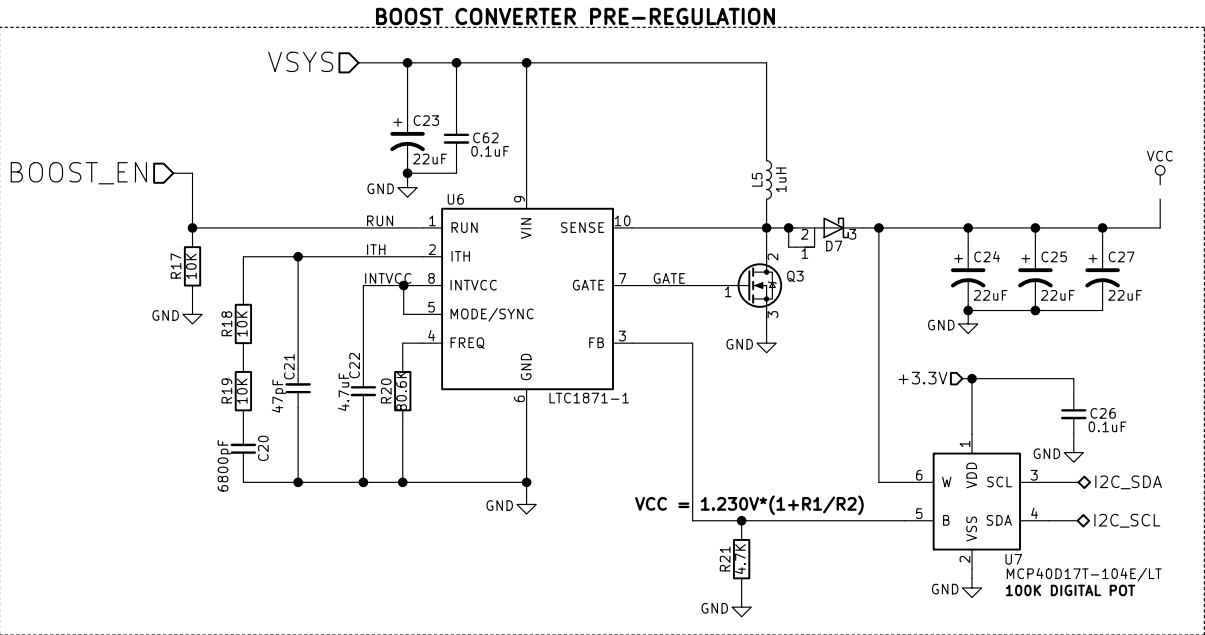 BOOST CONVERTER PRE-REGULATION
VSYS
+ C23
22uF
C62
0.1uF
GND
BOOST_EN
L5
1uH
VCC
U6
9
VIN
RUN
1
RUN
SENSE
10
ITH
2
ITH
INTVCC
8
INTVCC
GATE
7
GATE
5
MODE/SYNC
4
FREQ
FB
3
GND
6
LTC1871-1
R17
10K
GND
R18
10K
R19
10K
C20
6800pF
C21
47pF
C22
4.7uF
R20
80.6K
GND
2
1
3
D7
1
2
3
Q3
GND
+ C24
22uF
+ C25
22uF
+ C27
22uF
GND
+3.3V
C26
0.1uF
GND
1
VDD
6
W
SCL
3
I2C_SDA
5
B
SDA
4
I2C_SCL
VSS
2
U7
MCP40D17T-104E/LT
100K DIGITAL POT
GND
VCC = 1.230V*(1+R1/R2)
R21
4.7K
GND